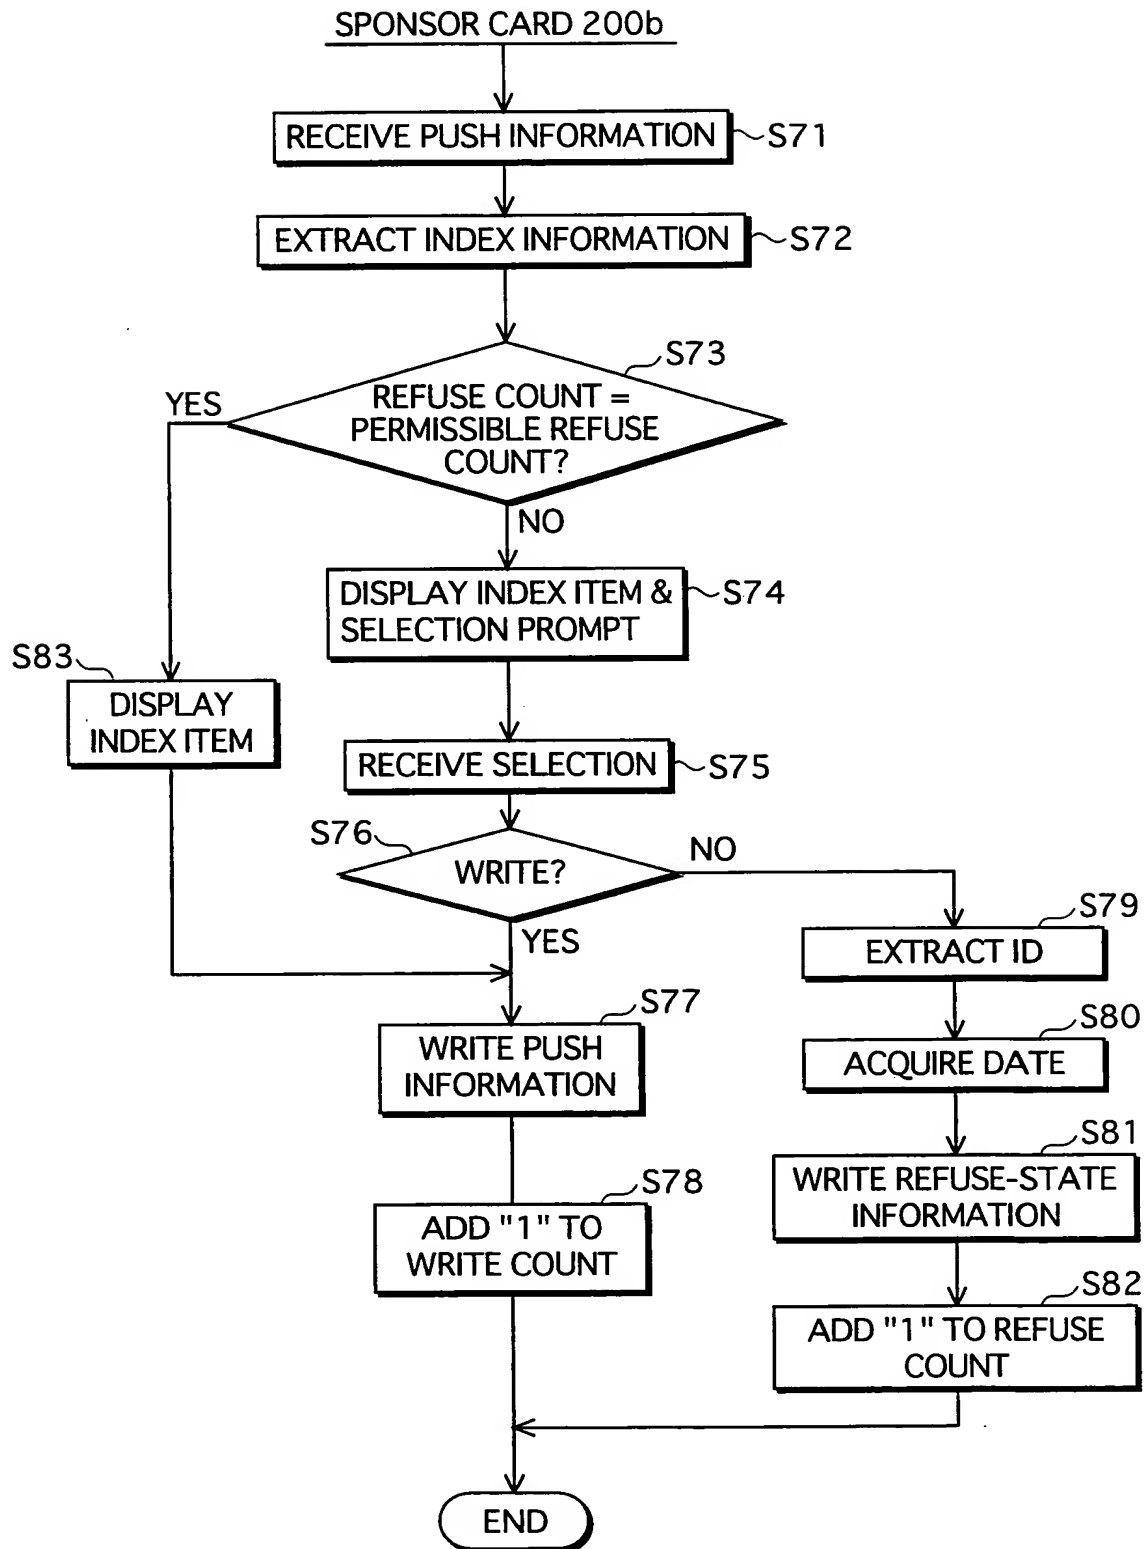 SPONSOR CARD 200b
RECEIVE PUSH INFORMATION
S71
EXTRACT INDEX INFORMATION
S72
S73
YES
REFUSE COUNT =
PERMISSIBLE REFUSE
COUNT?
NO
DISPLAY INDEX ITEM &
SELECTION PROMPT
S74
S83
DISPLAY
INDEX ITEM
RECEIVE SELECTION
S75
S76
WRITE?
NO
YES
S79
EXTRACT ID
S77
WRITE PUSH
INFORMATION
S80
ACQUIRE DATE
S81
WRITE REFUSE-STATE
INFORMATION
S78
ADD "1" TO
WRITE COUNT
S82
ADD "1" TO REFUSE
COUNT
END